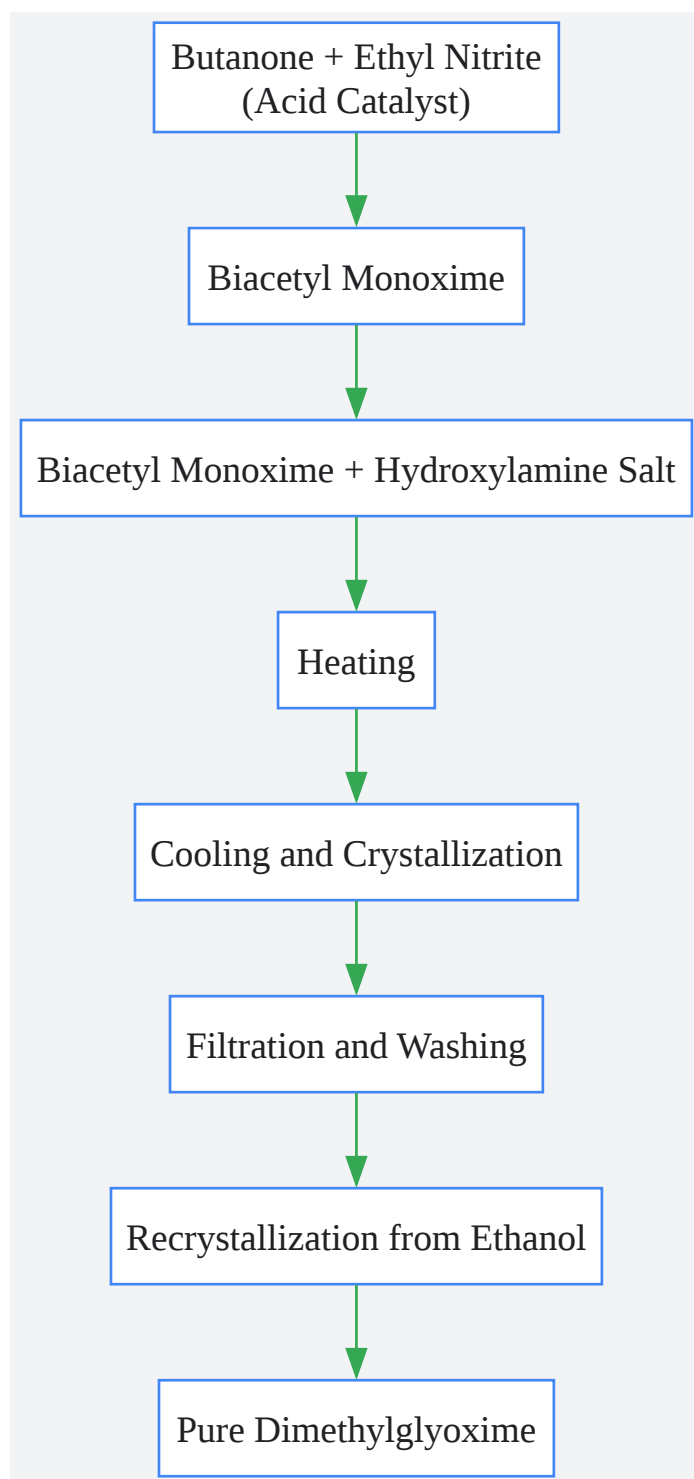 Butanone + Ethyl Nitrite
(Acid Catalyst)
Biacetyl Monoxime
Biacetyl Monoxime + Hydroxylamine Salt
Heating
Cooling and Crystallization
Filtration and Washing
Recrystallization from Ethanol
Pure Dimethylglyoxime